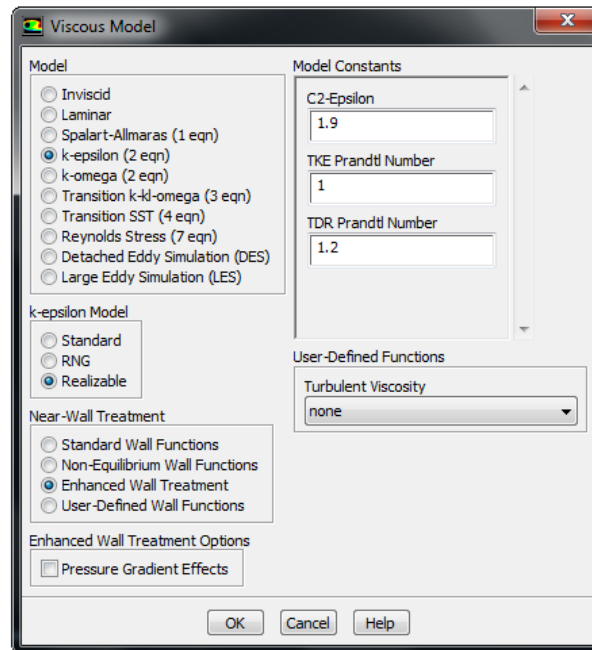 Viscous Model
Model
Inviscid
Laminar
Spalart-Allmaras (1 eqn)
k-epsilon (2 eqn)
k-omega (2 eqn)
Transition k-kl-omega (3 eqn)
Transition SST (4 eqn)
Reynolds Stress (7 eqn)
Detached Eddy Simulation (DES)
Large Eddy Simulation (LES)
k-epsilon Model
Standard
RNG
Realizable
Near-Wall Treatment
Standard Wall Functions
Non-Equilibrium Wall Functions
Enhanced Wall Treatment
User-Defined Wall Functions
Enhanced Wall Treatment Options
Pressure Gradient Effects
Model Constants
C2-Epsilon
1.9
TKE Prandtl Number
1
TDR Prandtl Number
1.2
User-Defined Functions
Turbulent Viscosity
none
OK
Cancel
Help